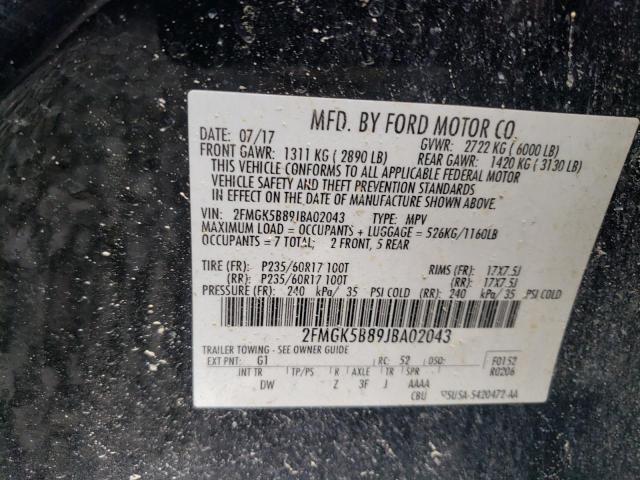 MFD. BY FORD MOTOR CO.
DATE: 07/17 GVWR: 2722 KG ( 6000 LB)
FRONT GAWR: 1311 KG ( 2890 LB) REAR GAWR: 1420 KG ( 3130 LB)
THIS VEHICLE CONFORMS TO ALL APPLICABLE FEDERAL MOTOR
VEHICLE SAFETY AND THEFT PREVENTION STANDARDS
IN EFFECT ON THE DATE OF MANUFACTURE SHOWN ABOVE.
VIN: 2FMGK5B89JBA02043 TYPE: MPV
MAXIMUM LOAD = OCCUPANTS + LUGGAGE = 526KG/1160LB
OCCUPANTS = 7 TOTAL; 2 FRONT, 5 REAR
TIRE (FR): P235/60R17 100T RIMS (FR): 17X7.5J
(RR): P235/60R17 100T (RR): 17X7.5J
PRESSURE (FR): 240 kPa/ 35 PSI COLD (RR): 240 kPa/ 35 PSI COLD
2FMGK5B89JBA02043
TRAILER TOWING - SEE OWNER GUIDE
EXT PNT: G1 RC: 52 DSO: F0152
INT TR TP/PS R AXLE TR SPR R0206
DW Z 3F J AAAA
CBU 5U5A-5420472-AA